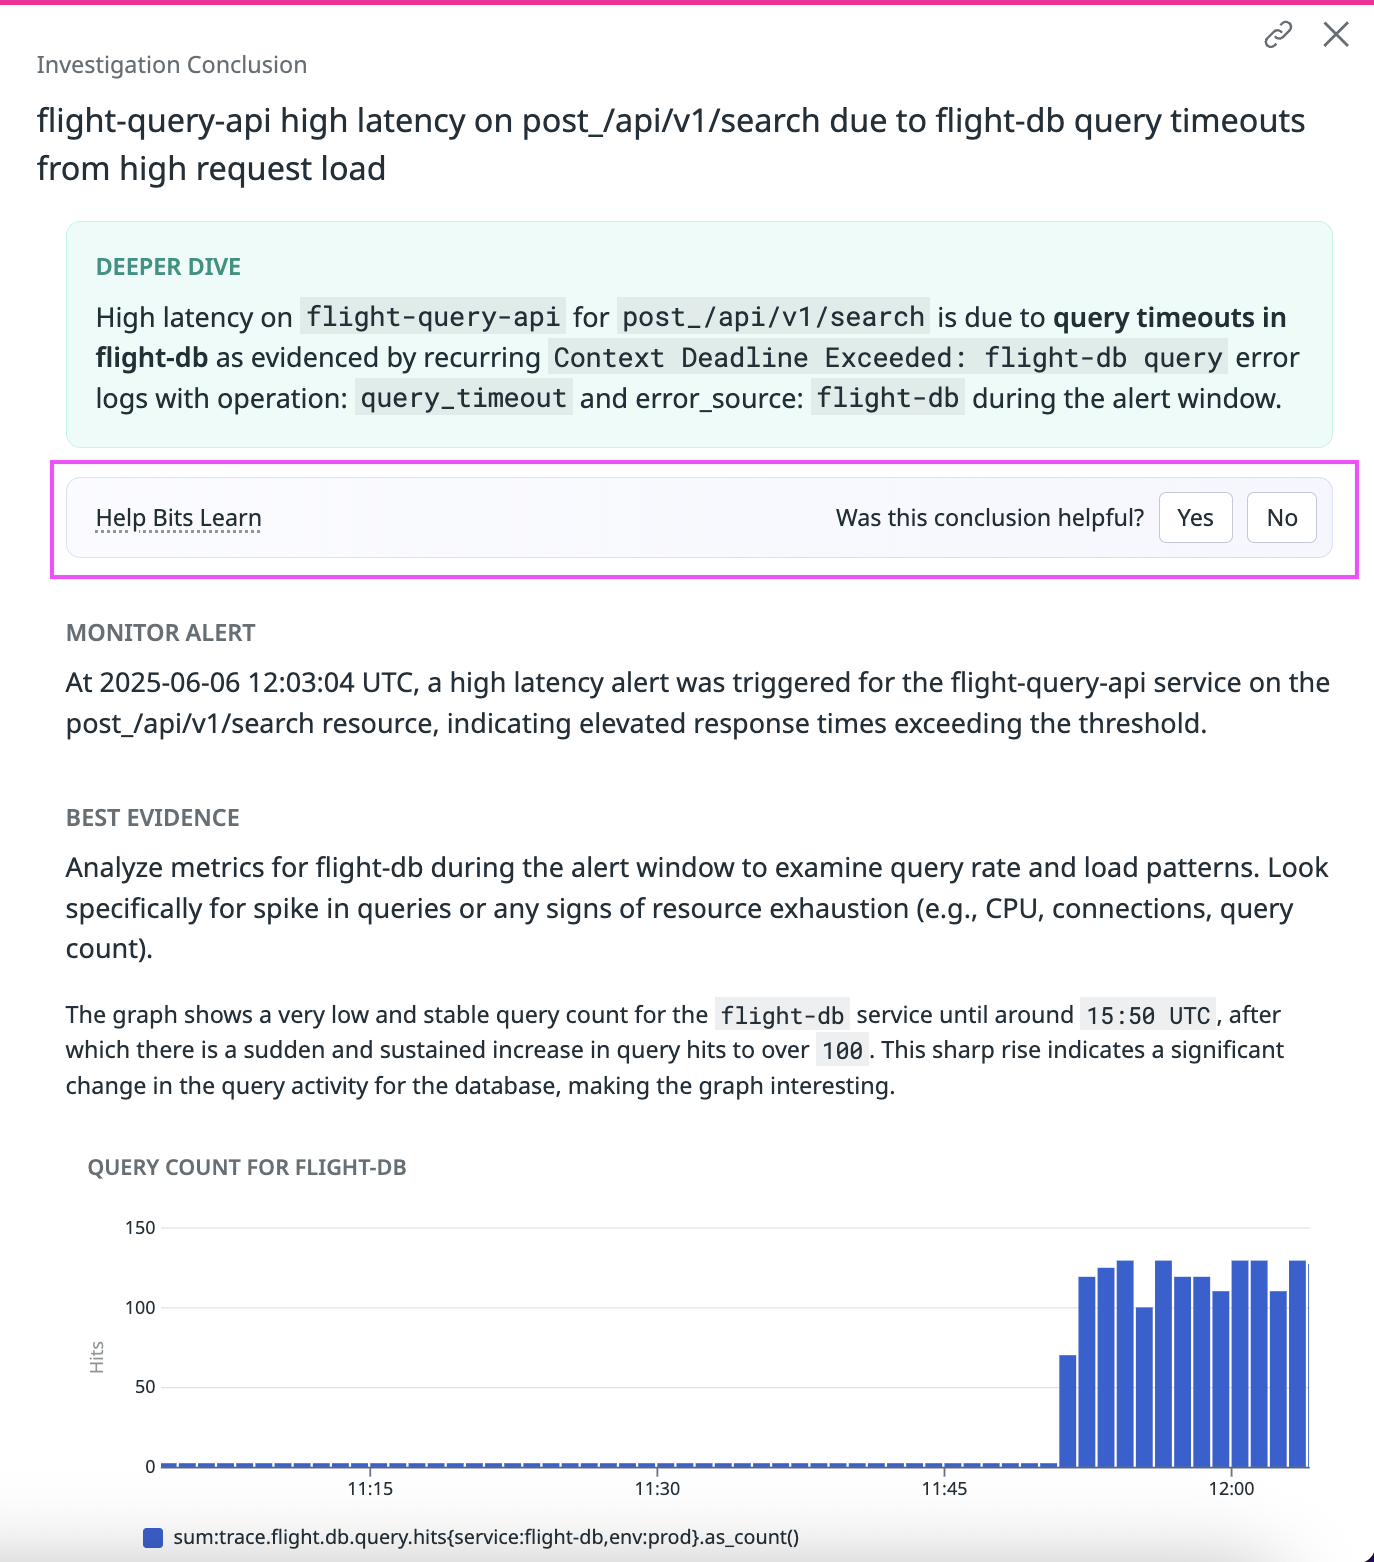 Investigation Conclusion
flight-query-api high latency on post_/api/v1/search due to flight-db query timeouts
from high request load
DEEPER DIVE
High latency on flight-query-api for post_/api/v1/search is due to query timeouts in
flight-db as evidenced by recurring Context Deadline Exceeded: flight-db query error
logs with operation: query_timeout and error_source: flight-db during the alert window.
Help Bits Learn
Was this conclusion helpful? Yes No
MONITOR ALERT
At 2025-06-06 12:03:04 UTC, a high latency alert was triggered for the flight-query-api service on the
post_/api/v1/search resource, indicating elevated response times exceeding the threshold.
BEST EVIDENCE
Analyze metrics for flight-db during the alert window to examine query rate and load patterns. Look
specifically for spike in queries or any signs of resource exhaustion (e.g., CPU, connections, query
count).
The graph shows a very low and stable query count for the flight-db service until around 15:50 UTC, after
which there is a sudden and sustained increase in query hits to over 100. This sharp rise indicates a significant
change in the query activity for the database, making the graph interesting.
QUERY COUNT FOR FLIGHT-DB
150
100
50
0
Hits
11:15 11:30 11:45 12:00
sum:trace.flight.db.query.hits{service:flight-db,env:prod}.as_count()